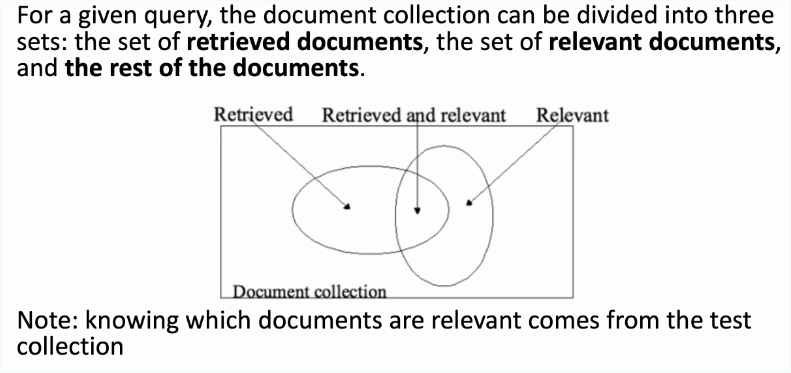 For a given query, the document collection can be divided into three
sets: the set of retrieved documents, the set of relevant documents,
and the rest of the documents.
Retrieved Retrieved and relevant Relevant
Document collection
Note: knowing which documents are relevant comes from the test
collection